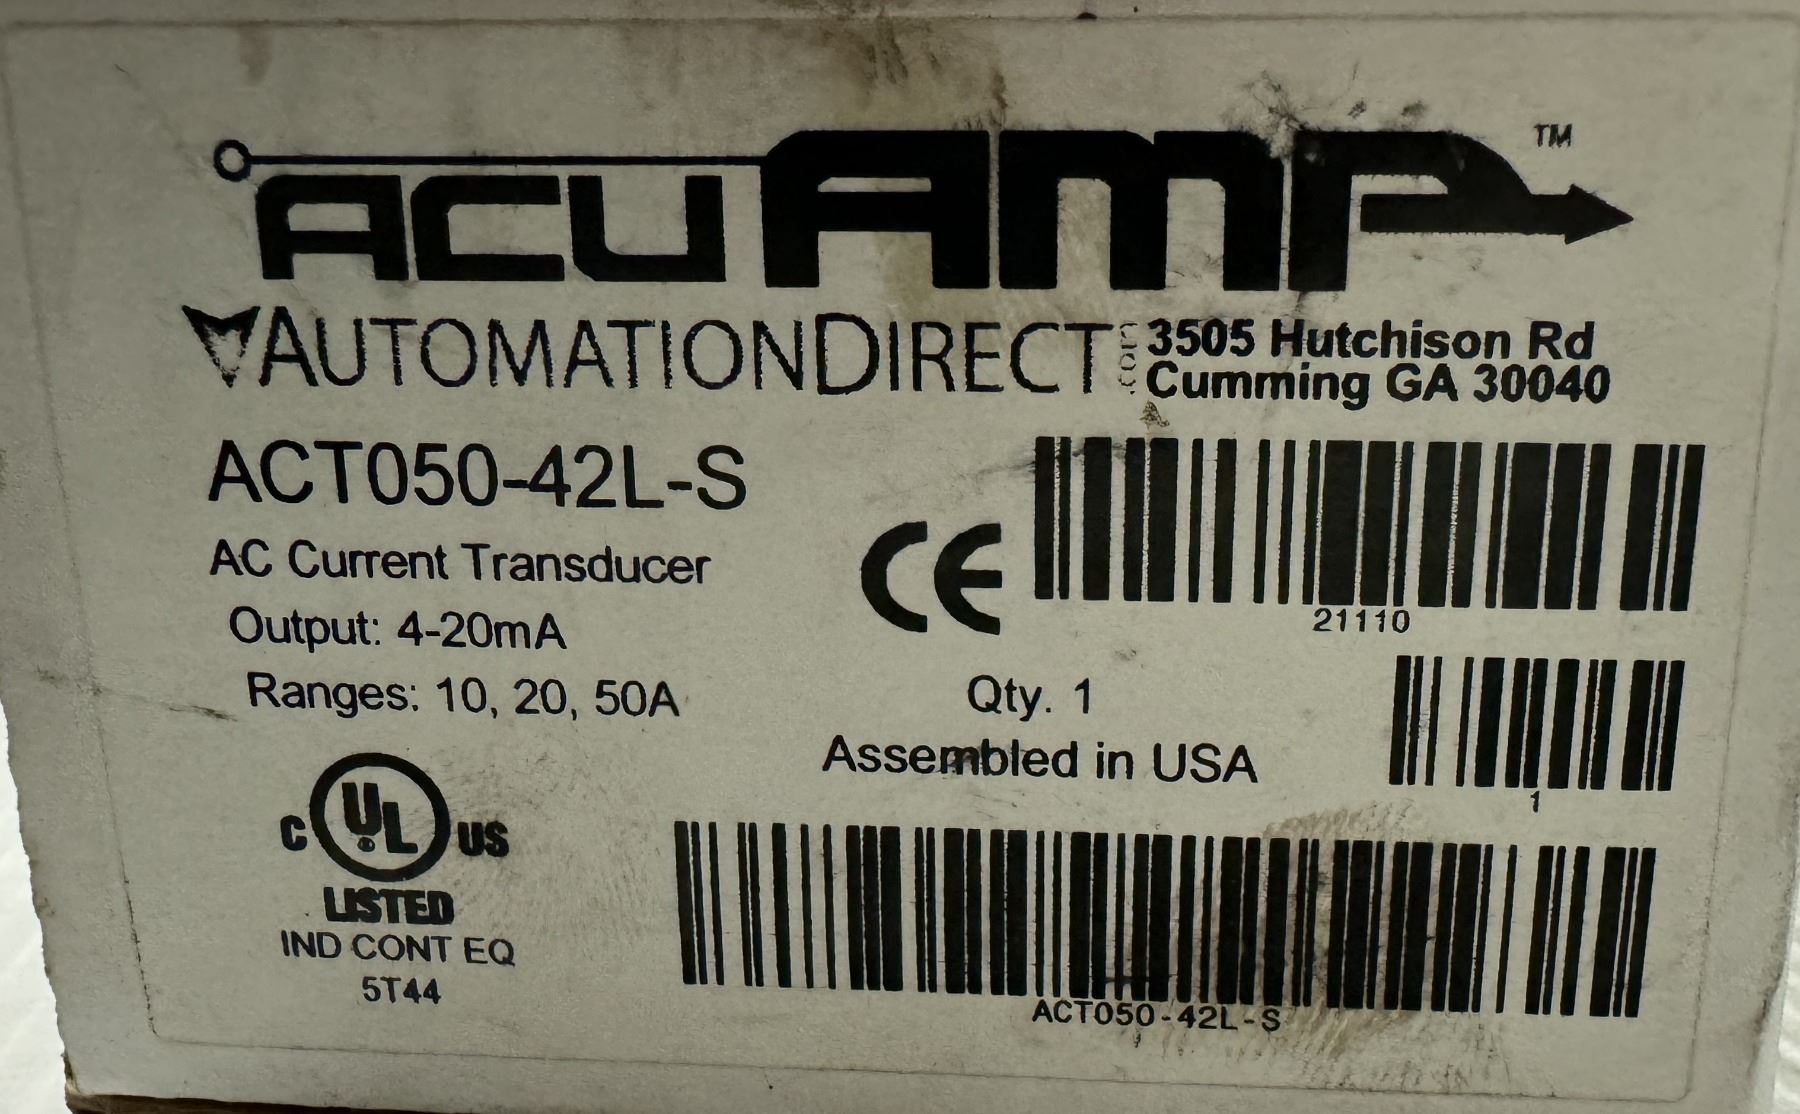 ACUAMP™
AUTOMATIONDIRECT.com
3505 Hutchison Rd
Cumming GA 30040
ACT050-42L-S
AC Current Transducer
Output: 4-20mA
Ranges: 10, 20, 50A
CE
21110
Qty. 1
Assembled in USA
1
C UL® US
LISTED
IND CONT EQ
5T44
ACT050-42L-S